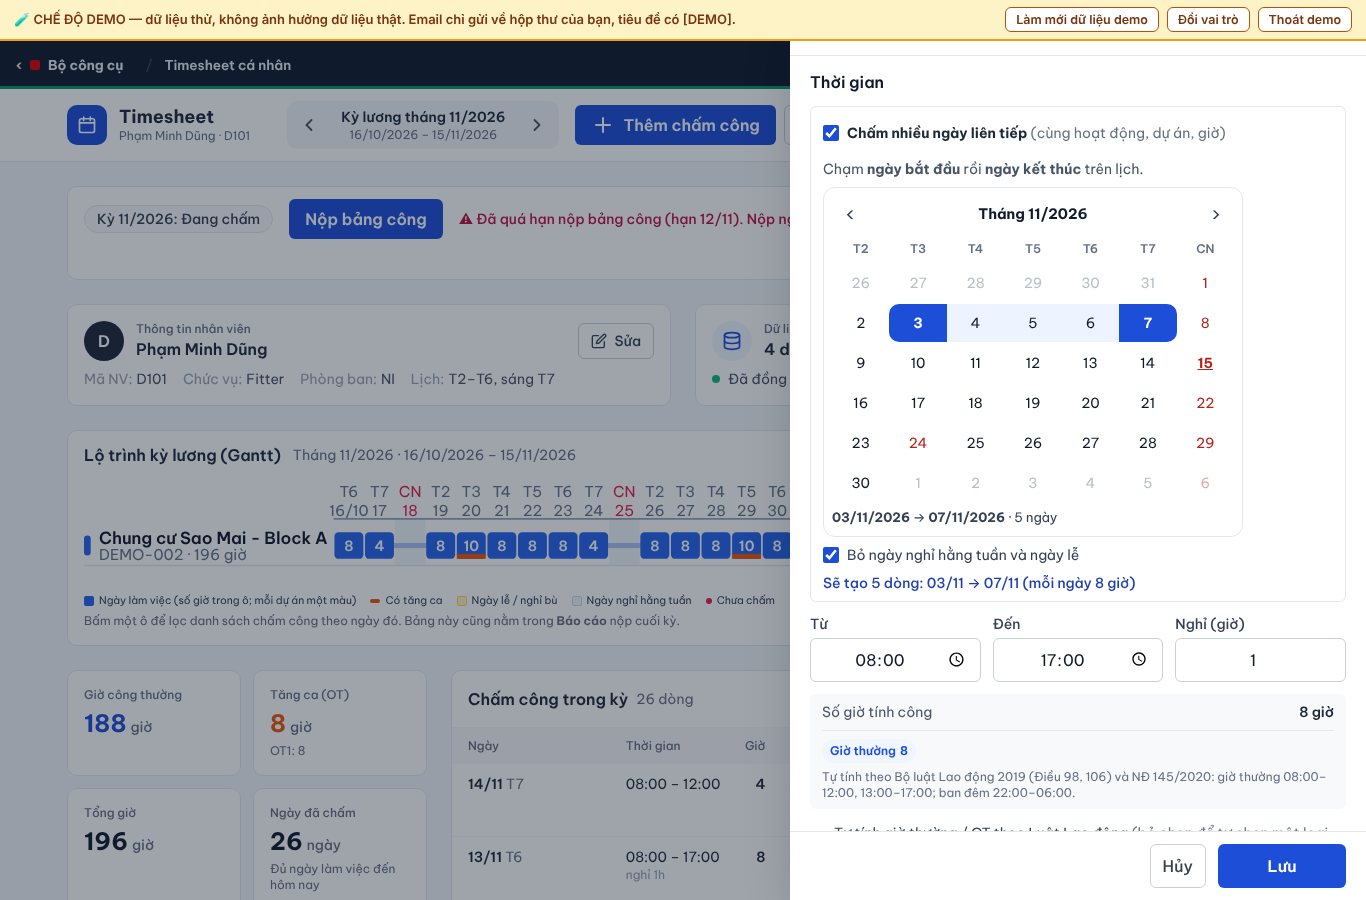 🧪 CHẾ ĐỘ DEMO — dữ liệu thử, không ảnh hưởng dữ liệu thật. Email chỉ gửi về hộp thư của bạn, tiêu đề có [DEMO].
Làm mới dữ liệu demo
Đổi vai trò
Thoát demo
Bộ công cụ / Timesheet cá nhân
Timesheet
Phạm Minh Dũng · D101
Kỳ lương tháng 11/2026
16/10/2026 – 15/11/2026
Thêm chấm công
Kỳ 11/2026: Đang chấm
Nộp bảng công
Đã quá hạn nộp bảng công (hạn 12/11). Nộp
Thông tin nhân viên
Phạm Minh Dũng
Sửa
Mã NV: D101 Chức vụ: Fitter Phòng ban: NI Lịch: T2–T6, sáng T7
Dữ
4
Đã đồng
Lộ trình kỳ lương (Gantt) Tháng 11/2026 · 16/10/2026 – 15/11/2026
T6 T7 CN T2 T3 T4 T5 T6 T7 CN T2 T3 T4 T5 T6
16/10 17 18 19 20 21 22 23 24 25 26 27 28 29 30
Chung cư Sao Mai - Block A
DEMO-002 · 196 giờ
8 4 8 10 8 8 8 4 8 8 8 10 8
Ngày làm việc (số giờ trong ô; mỗi dự án một màu) Có tăng ca Ngày lễ / nghỉ bù Ngày nghỉ hằng tuần Chưa chấm
Bấm một ô để lọc danh sách chấm công theo ngày đó. Bảng này cũng nằm trong Báo cáo nộp cuối kỳ.
Giờ công thường
188 giờ
Tăng ca (OT)
8 giờ
OT1: 8
Tổng giờ
196 giờ
Ngày đã chấm
26 ngày
Đủ ngày làm việc đến
hôm nay
Chấm công trong kỳ 26 dòng
Ngày Thời gian Giờ
14/11 T7 08:00 – 12:00 4
13/11 T6 08:00 – 17:00 8
nghỉ 1h
Thời gian
Chấm nhiều ngày liên tiếp (cùng hoạt động, dự án, giờ)
Chạm ngày bắt đầu rồi ngày kết thúc trên lịch.
Tháng 11/2026
T2 T3 T4 T5 T6 T7 CN
26 27 28 29 30 31 1
2 3 4 5 6 7 8
9 10 11 12 13 14 15
16 17 18 19 20 21 22
23 24 25 26 27 28 29
30 1 2 3 4 5 6
03/11/2026 → 07/11/2026 · 5 ngày
Bỏ ngày nghỉ hằng tuần và ngày lễ
Sẽ tạo 5 dòng: 03/11 → 07/11 (mỗi ngày 8 giờ)
Từ
Đến
Nghỉ (giờ)
08:00
17:00
1
Số giờ tính công
8 giờ
Giờ thường 8
Tự tính theo Bộ luật Lao động 2019 (Điều 98, 106) và NĐ 145/2020: giờ thường 08:00–
12:00, 13:00–17:00; ban đêm 22:00–06:00.
Hủy
Lưu